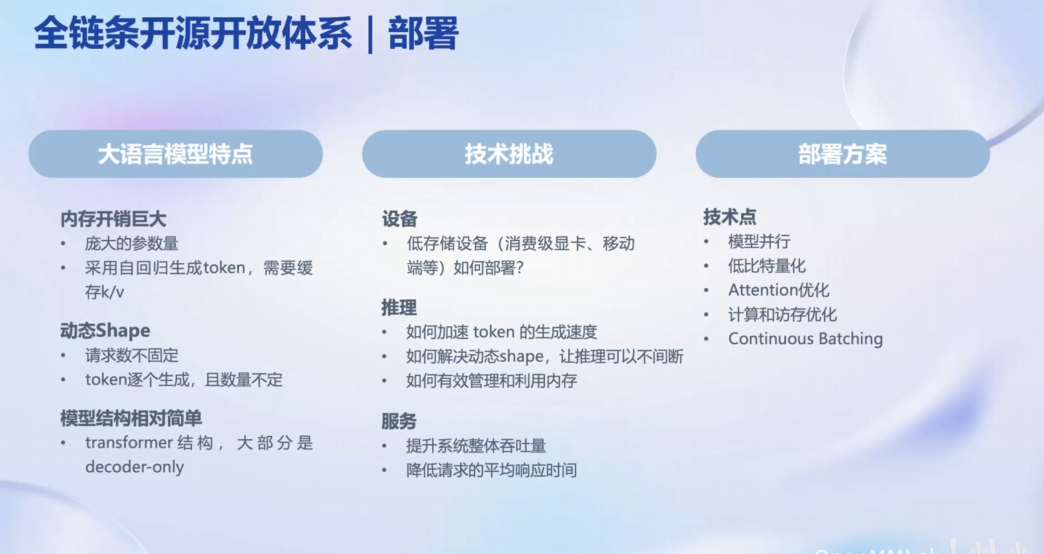 全链条开源开放体系｜部署
大语言模型特点
内存开销巨大
• 庞大的参数量
• 采用自回归生成token，需要缓
存k/v
动态Shape
• 请求数不固定
• token逐个生成，且数量不定
模型结构相对简单
• transformer结构，大部分是
decoder-only
技术挑战
设备
• 低存储设备（消费级显卡、移动
端等）如何部署？
推理
• 如何加速 token 的生成速度
• 如何解决动态shape，让推理可以不间断
• 如何有效管理和利用内存
服务
• 提升系统整体吞吐量
• 降低请求的平均响应时间
部署方案
技术点
• 模型并行
• 低比特量化
• Attention优化
• 计算和访存优化
• Continuous Batching